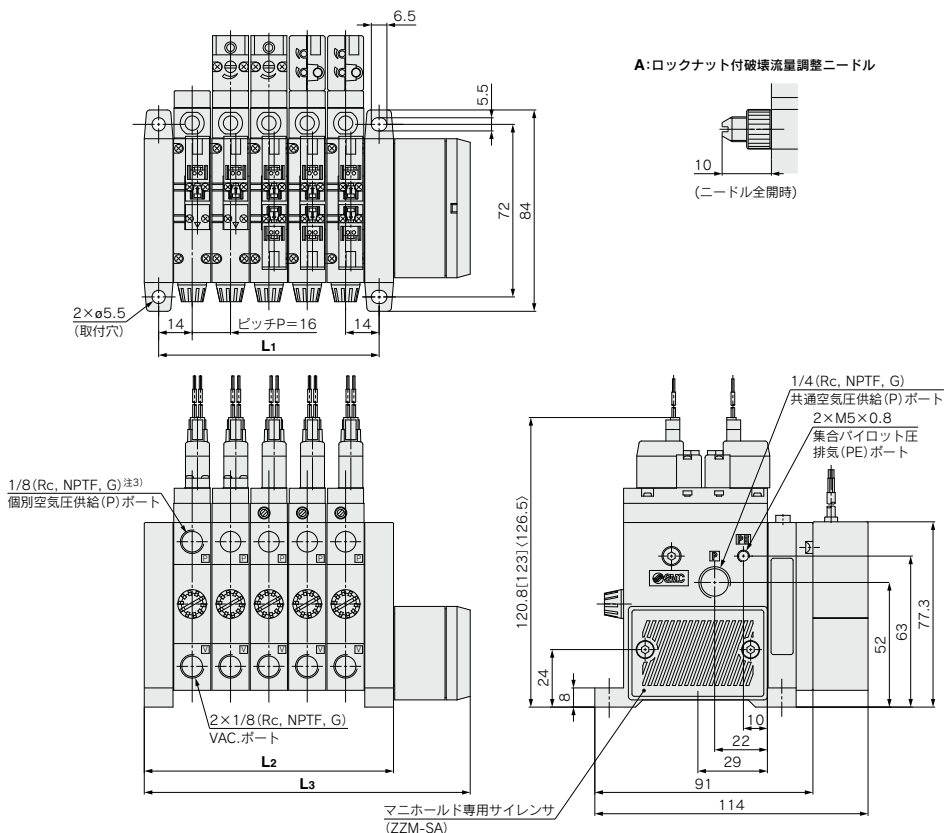 6.5
A:ロックナット付破壊流量調整ニードル
5.5
10
(ニードル全開時)
72
84
2×ø5.5
(取付穴)
14
ピッチP=16
14
L1
1/4(Rc, NPTF, G)
共通空気圧供給(P)ポート
2×M5×0.8
集合パイロット圧
排気(PE)ポート
1/8(Rc, NPTF, G)注3)
個別空気圧供給(P)ポート
120.8[123]〈126.5〉
P
P
P
P
P
V
V
V
V
V
PE
P
SMC
24
8
52
63
77.3
10
22
29
91
114
2×1/8(Rc, NPTF, G)
VAC.ポート
L2
L3
マニホールド専用サイレンサ
(ZZM-SA)